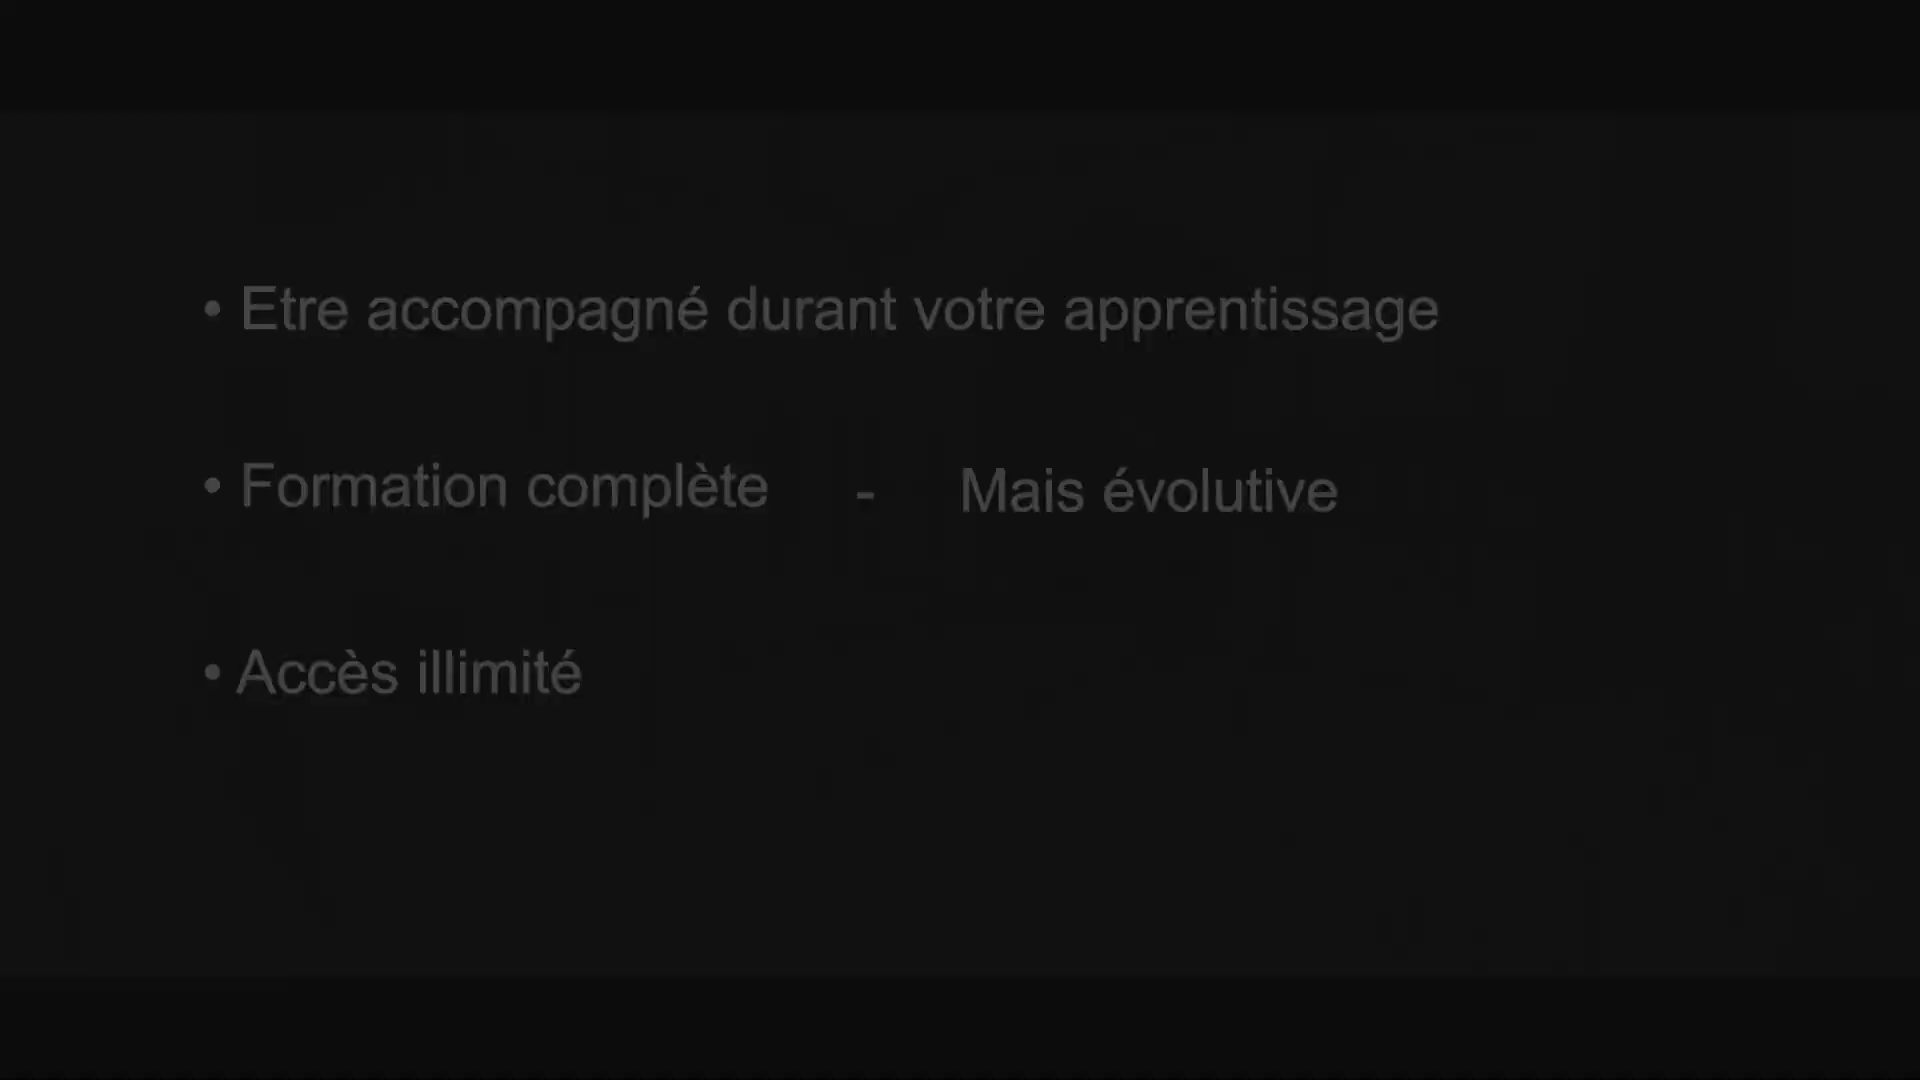 • Etre accompagné durant votre apprentissage
• Formation complète - Mais évolutive
• Accès illimité